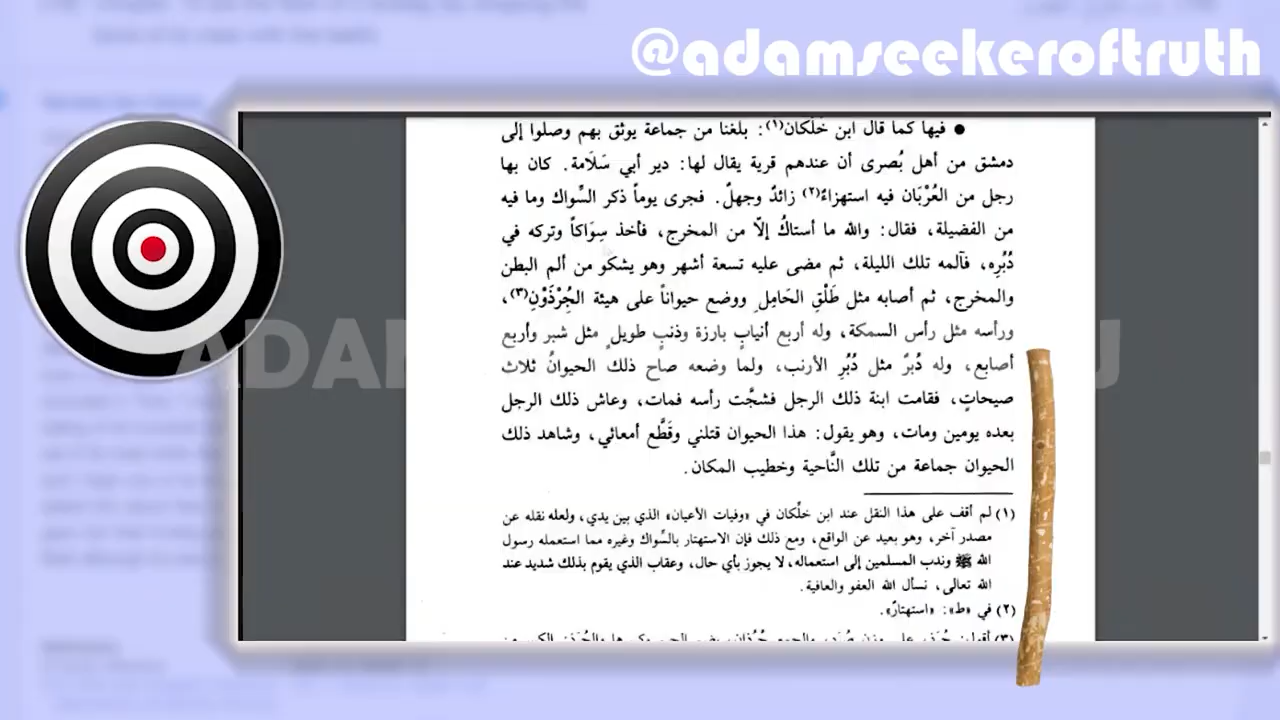 @adamseekeroftruth
● فيها كما قال ابن خَلِّكان(١): بلغنا من جماعة يوثق بهم وصلوا إلى
دمشق من أهل بُصرى أن عندهم قرية يقال لها: دير أبي سَلَامة. كان بها
رجل من العُرْبَان فيه استهزاءٌ(٢) زائدٌ وجهلٌ. فجرى يوماً ذكر السِّواك وما فيه
من الفضيلة، فقال: والله ما أستاكُ إلّا من المخرج، فأخذ سِوَاكاً وتركه في
دُبُرِه، فآلمه تلك الليلة، ثم مضى عليه تسعة أشهر وهو يشكو من ألم البطن
والمخرج، ثم أصابه مثل طَلْقِ الحَامِلِ ووضع حيواناً على هيئة الجُرْذَوْنِ(٣)،
ورأسه مثل رأس السمكة، وله أربع أنيابٍ بارزة وذنبٍ طويلٍ مثل شبر وأربع
أصابع، وله دُبرٌ مثل دُبُرِ الأرنب، ولما وضعه صاح ذلك الحيوانُ ثلاث
صيحاتٍ، فقامت ابنة ذلك الرجل فشجَّت رأسه فمات، وعاش ذلك الرجل
بعده يومين ومات، وهو يقول: هذا الحيوان قتلني وقَطَّع أمعائي، وشاهد ذلك
الحيوان جماعة من تلك النَّاحية وخطيب المكان.
(١) لم أقف على هذا النقل عند ابن خلِّكان في «وفيات الأعيان» الذي بين يدي، ولعله نقله عن
مصدر آخر، وهو بعيد عن الواقع، ومع ذلك فإن الاستهتار بالسِّواك وغيره مما استعمله رسول
الله ﷺ وندب المسلمين إلى استعماله، لا يجوز بأي حال، وعقاب الذي يقوم بذلك شديد عند
الله تعالى، نسأل الله العفو والعافية.
(٢) في «ط»: «استهتارٌ».